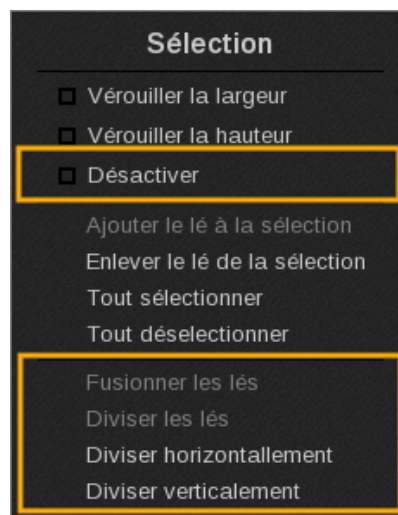 Sélection
Vérouiller la largeur
Vérouiller la hauteur
Désactiver
Ajouter le lé à la sélection
Enlever le lé de la sélection
Tout sélectionner
Tout déselectionner
Fusionner les lés
Diviser les lés
Diviser horizontallement
Diviser verticalement